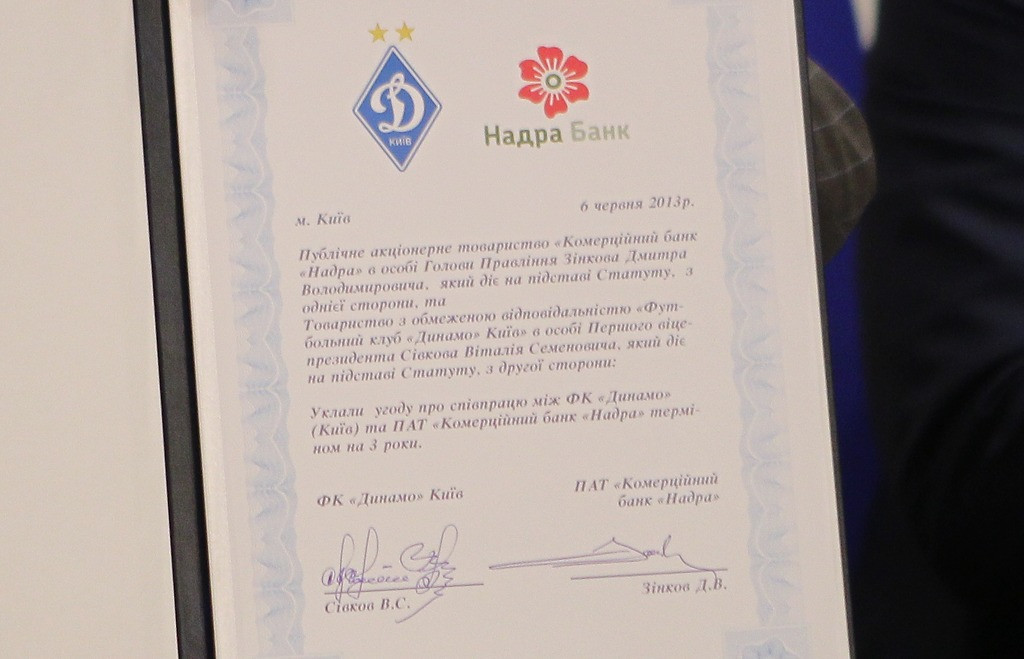 Д
КИЇВ
Надра Банк
м. Київ
6 червня 2013р.
Публічне акціонерне товариство «Комерційний банк
«Надра» в особі Голови Правління Зінкова Дмитра
Володимировича, який діє на підставі Статуту, з
однієї сторони, та
Товариство з обмеженою відповідальністю «Фут-
больний клуб «Динамо» Київ» в особі Першого віце-
президента Сівкова Віталія Семеновича, який діє
на підставі Статуту, з другої сторони:
Уклали угоду про співпрацю між ФК «Динамо»
(Київ) та ПАТ «Комерційний банк «Надра» термі-
ном на 3 роки.
ФК «Динамо» Київ
ПАТ «Комерційний
банк «Надра»
Сівков В.С.
Зінков Д.В.